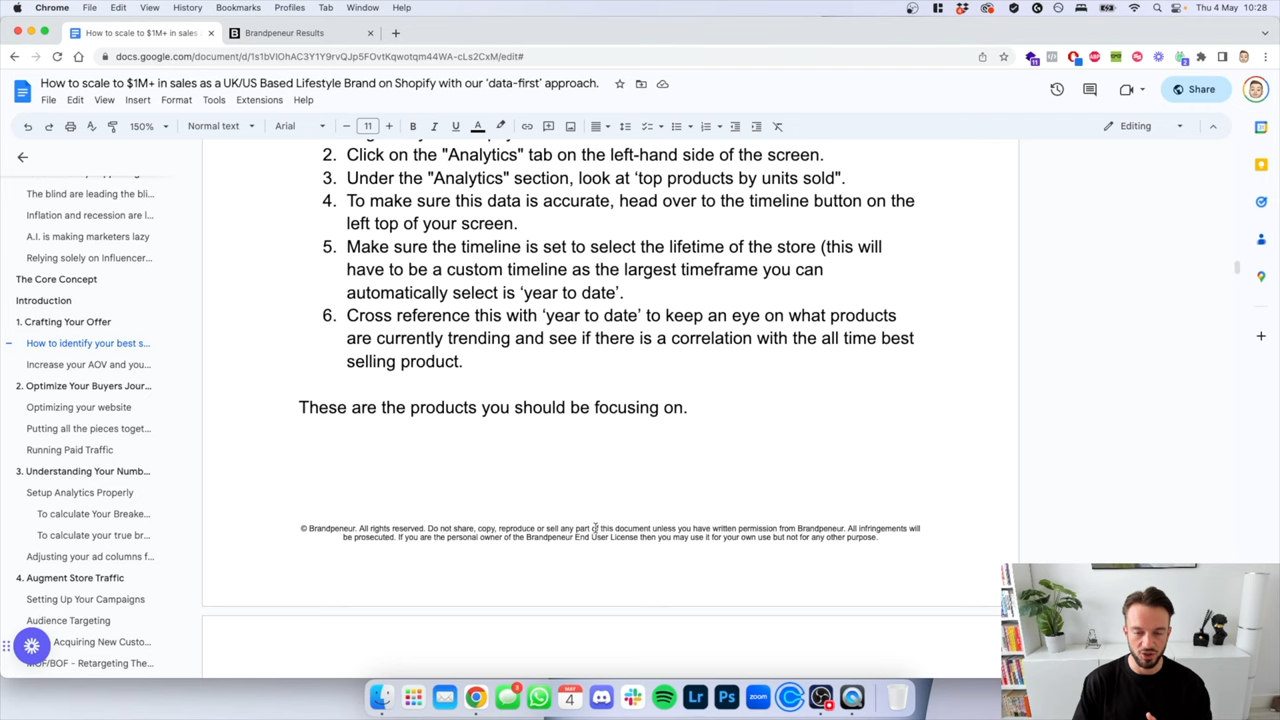 Chrome File Edit View History Bookmarks Profiles Tab Window Help Thu 4 May 10:28
How to scale to $1M+ in sales Brandpeneur Results
docs.google.com/document/d/1s1bVIOhAC3Y1Y9rvQJp5FOvtKqwotqm44WA-cLs2CxM/edit#
How to scale to $1M+ in sales as a UK/US Based Lifestyle Brand on Shopify with our ‘data-first’ approach.
File Edit View Insert Format Tools Extensions Help
Share
150% Normal text Arial 11 Editing
The blind are leading the bli...
Inflation and recession are l...
A.I. is making marketers lazy
Relying solely on Influencer...
The Core Concept
Introduction
1. Crafting Your Offer
How to identify your best s...
Increase your AOV and you...
2. Optimize Your Buyers Jour...
Optimizing your website
Putting all the pieces toget...
Running Paid Traffic
3. Understanding Your Numb...
Setup Analytics Properly
To calculate Your Breake...
To calculate your true br...
Adjusting your ad columns f...
4. Augment Store Traffic
Setting Up Your Campaigns
Audience Targeting
Acquiring New Custo...
MOF/BOF - Retargeting The...
2. Click on the "Analytics" tab on the left-hand side of the screen.
3. Under the "Analytics" section, look at ‘top products by units sold".
4. To make sure this data is accurate, head over to the timeline button on the
left top of your screen.
5. Make sure the timeline is set to select the lifetime of the store (this will
have to be a custom timeline as the largest timeframe you can
automatically select is ‘year to date’.
6. Cross reference this with ‘year to date’ to keep an eye on what products
are currently trending and see if there is a correlation with the all time best
selling product.
These are the products you should be focusing on.
© Brandpeneur. All rights reserved. Do not share, copy, reproduce or sell any part of this document unless you have written permission from Brandpeneur. All infringements will
be prosecuted. If you are the personal owner of the Brandpeneur End User License then you may use it for your own use but not for any other purpose.
MAY
4
Lr
Ps
zoom